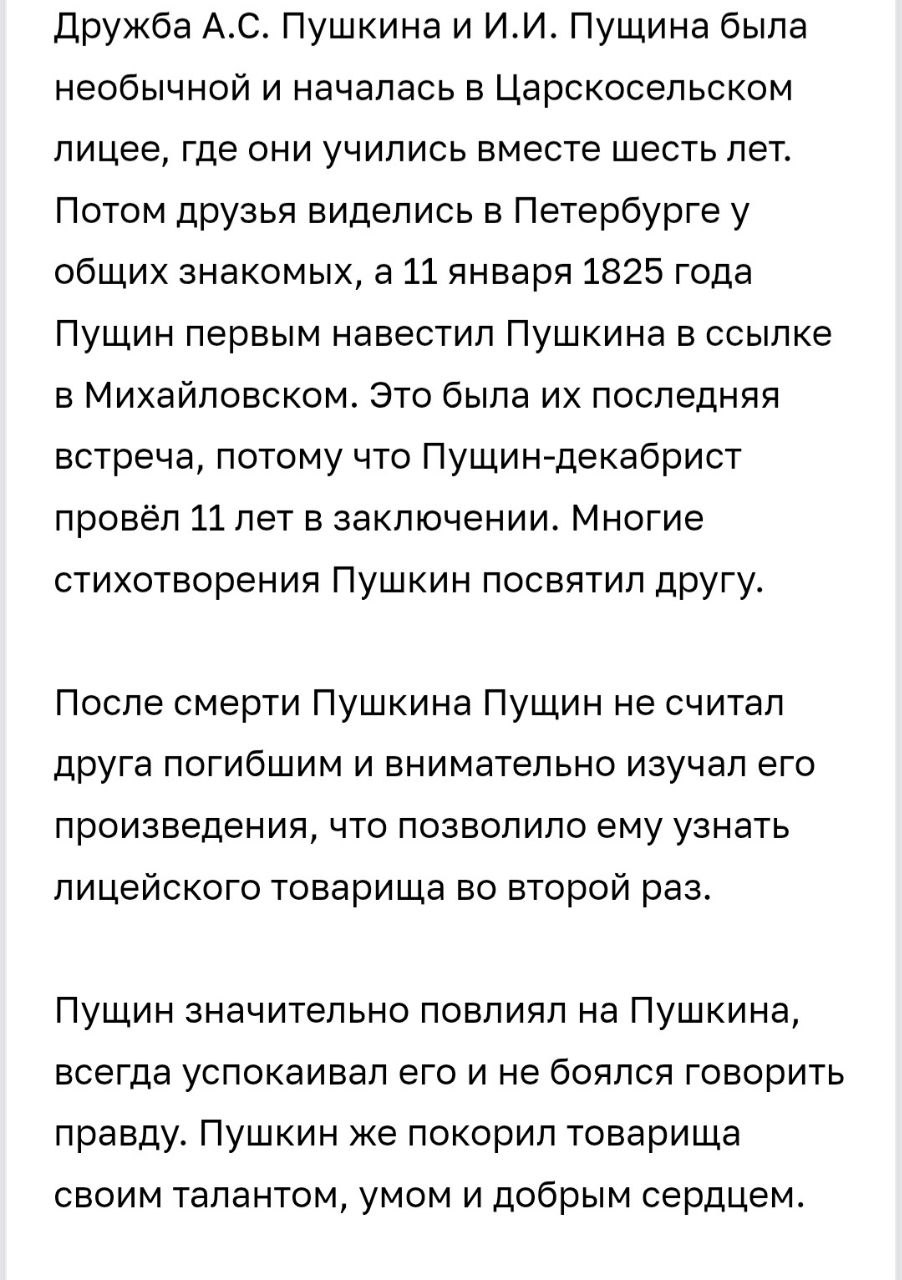 Дружба А.С. Пушкина и И.И. Пущина была
необычной и началась в Царскосельском
лицее, где они учились вместе шесть лет.
Потом друзья виделись в Петербурге у
общих знакомых, а 11 января 1825 года
Пущин первым навестил Пушкина в ссылке
в Михайловском. Это была их последняя
встреча, потому что Пущин-декабрист
провёл 11 лет в заключении. Многие
стихотворения Пушкин посвятил другу.
После смерти Пушкина Пущин не считал
друга погибшим и внимательно изучал его
произведения, что позволило ему узнать
лицейского товарища во второй раз.
Пущин значительно повлиял на Пушкина,
всегда успокаивал его и не боялся говорить
правду. Пушкин же покорил товарища
своим талантом, умом и добрым сердцем.